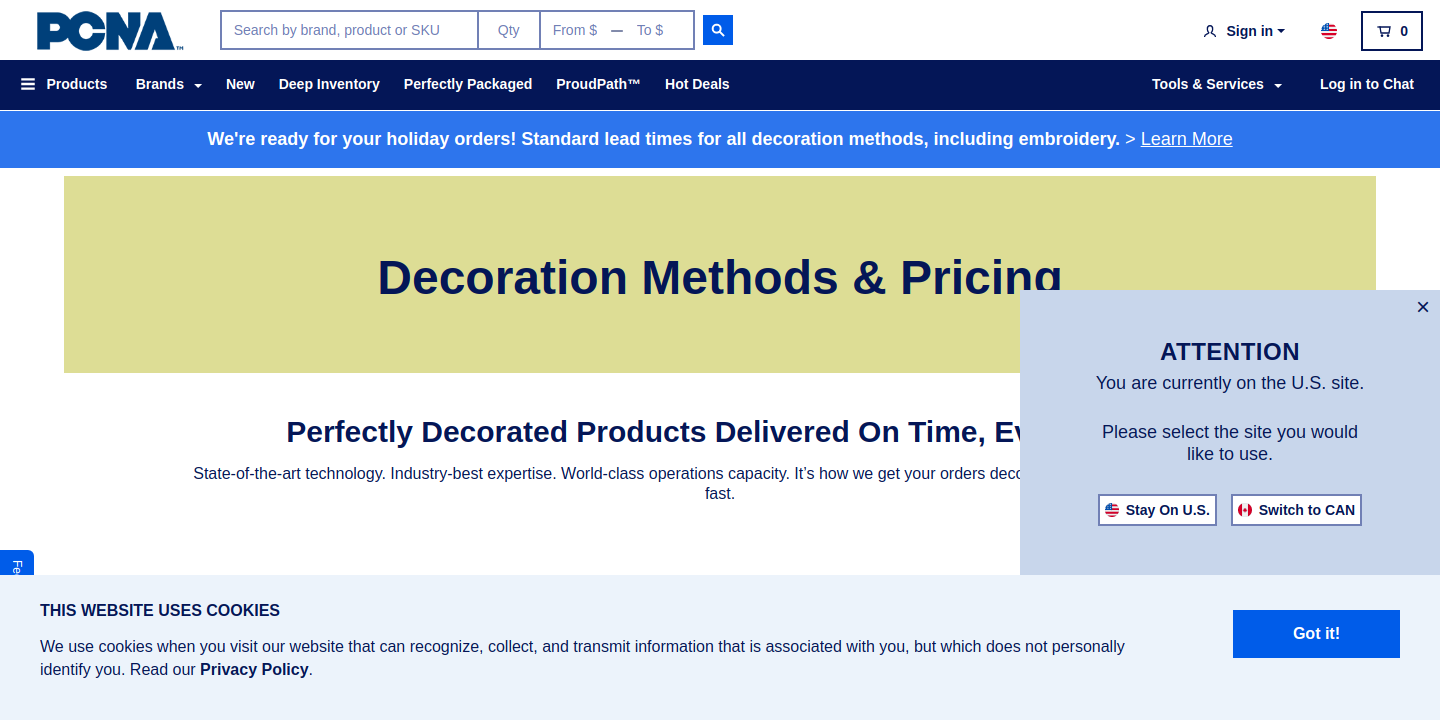 PCNA™
Search by brand, product or SKU
Qty
From $ — To $
Sign in
0
Products
Brands
New
Deep Inventory
Perfectly Packaged
ProudPath™
Hot Deals
Tools & Services
Log in to Chat
We're ready for your holiday orders! Standard lead times for all decoration methods, including embroidery. > Learn More
Decoration Methods & Pricing
×
ATTENTION
You are currently on the U.S. site.
Please select the site you would
like to use.
Stay On U.S.
Switch to CAN
Perfectly Decorated Products Delivered On Time,
State-of-the-art technology. Industry-best expertise. World-class operations capacity. It’s how we get your orders
fast.
THIS WEBSITE USES COOKIES
We use cookies when you visit our website that can recognize, collect, and transmit information that is associated with you, but which does not personally
identify you. Read our Privacy Policy.
Got it!